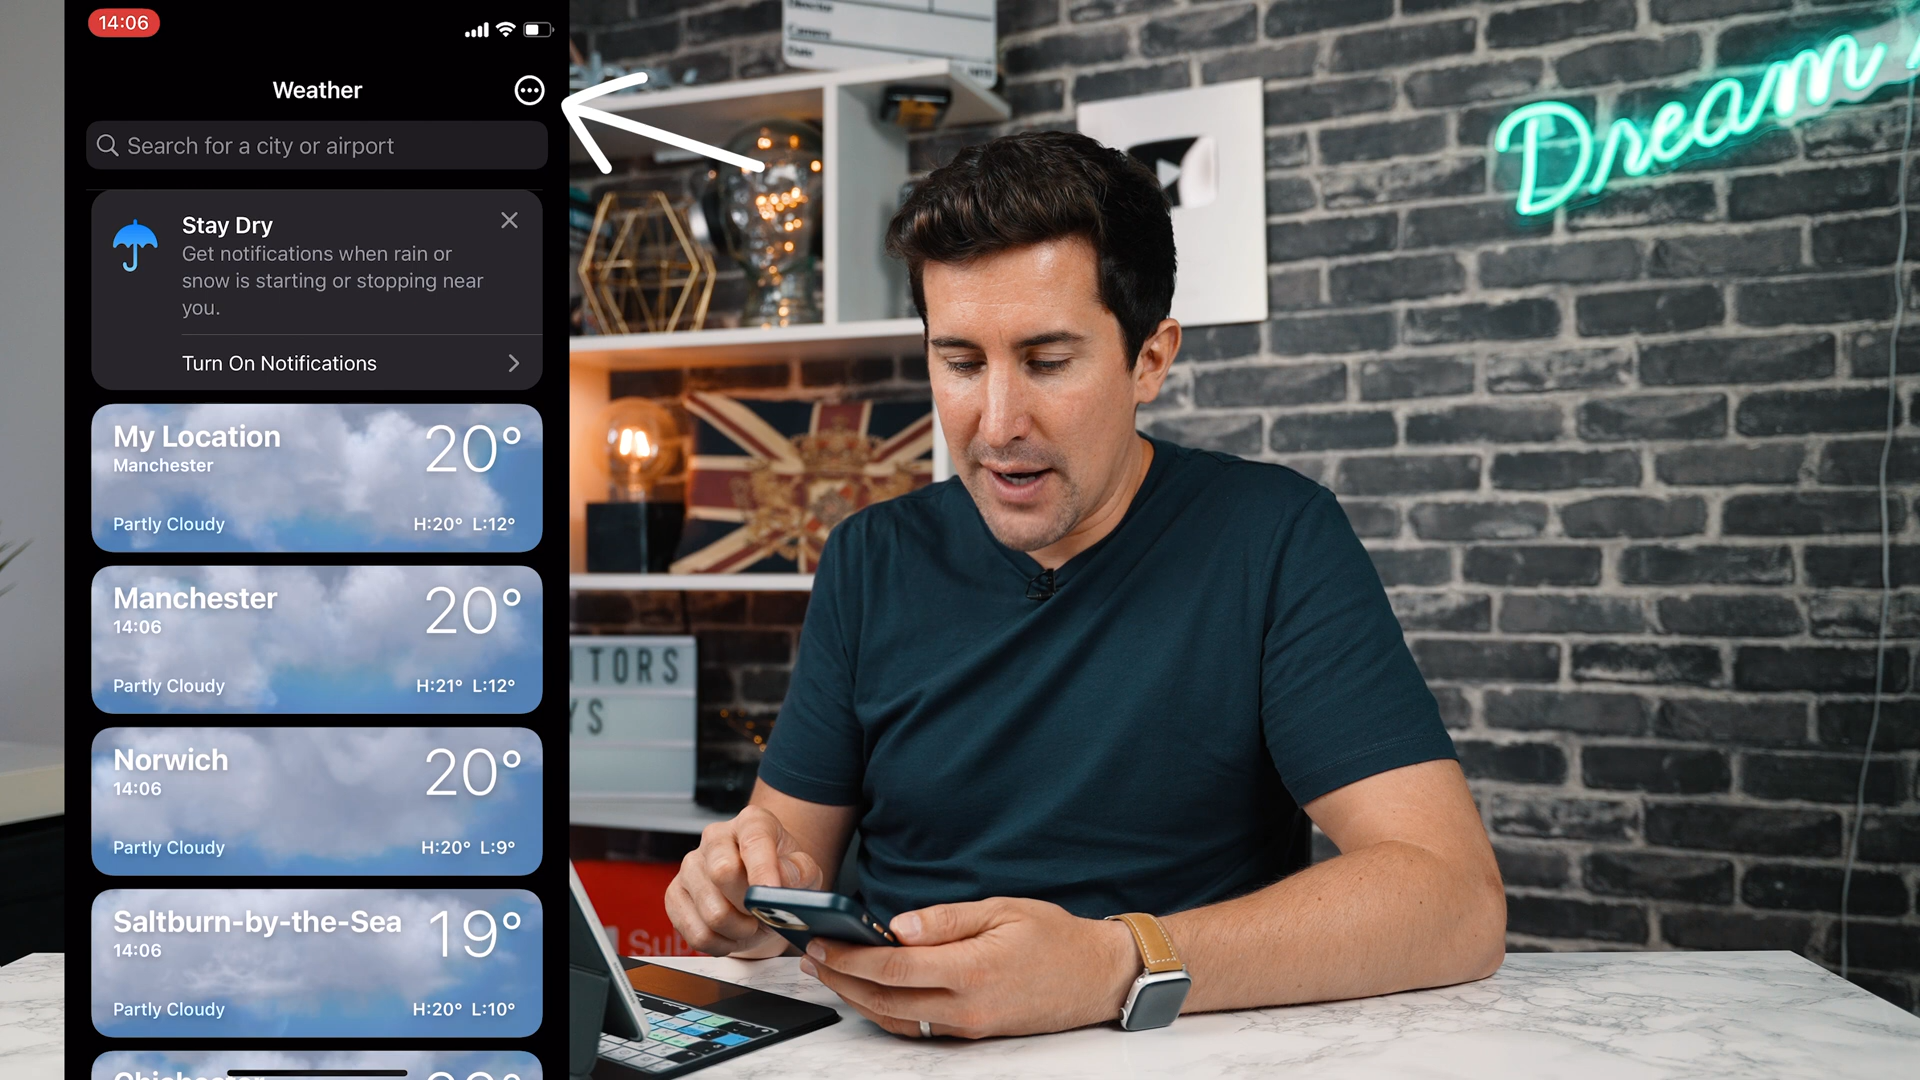 14:06
Weather
Search for a city or airport
Stay Dry
Get notifications when rain or
snow is starting or stopping near
you.
Turn On Notifications
My Location
20°
Manchester
Partly Cloudy
H:20° L:12°
Manchester
20°
14:06
Partly Cloudy
H:21° L:12°
Norwich
20°
14:06
Partly Cloudy
H:20° L:9°
Saltburn-by-the-Sea
19°
14:06
Partly Cloudy
H:20° L:10°
Camera
Date
Dream
TORS
YS